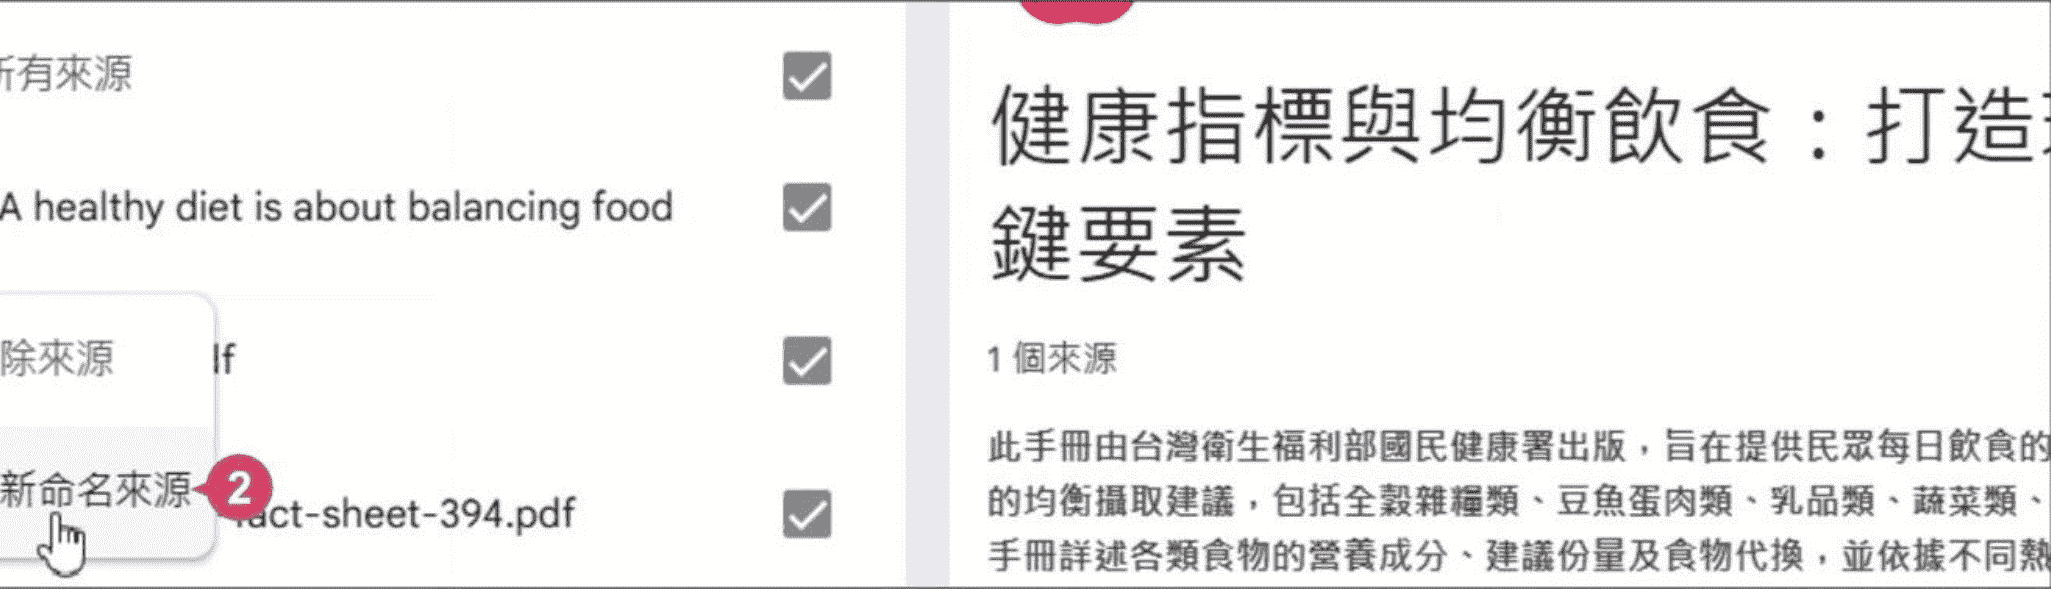 所有來源
A healthy diet is about balancing food
除來源
df
新命名來源
2
fact-sheet-394.pdf
健康指標與均衡飲食：打造
鍵要素
1 個來源
此手冊由台灣衛生福利部國民健康署出版，旨在提供民眾每日飲食的
的均衡攝取建議，包括全穀雜糧類、豆魚蛋肉類、乳品類、蔬菜類、
手冊詳述各類食物的營養成分、建議份量及食物代換，並依據不同熱